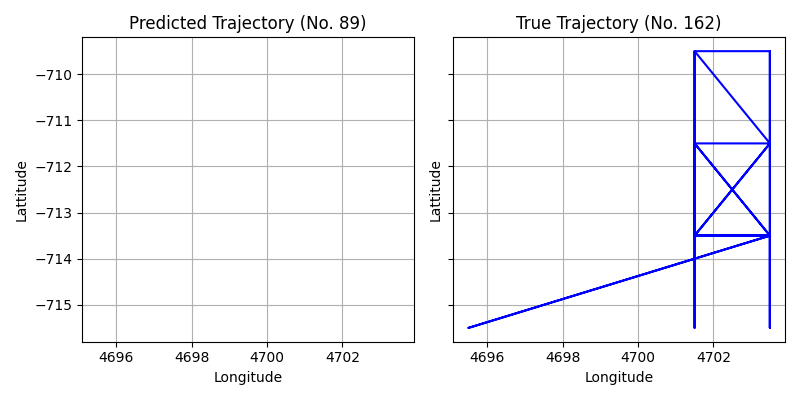 Predicted Trajectory (No. 89)
True Trajectory (No. 162)
Lattitude
−710
−711
−712
−713
−714
−715
4696
4698
4700
4702
Longitude
Lattitude
4696
4698
4700
4702
Longitude